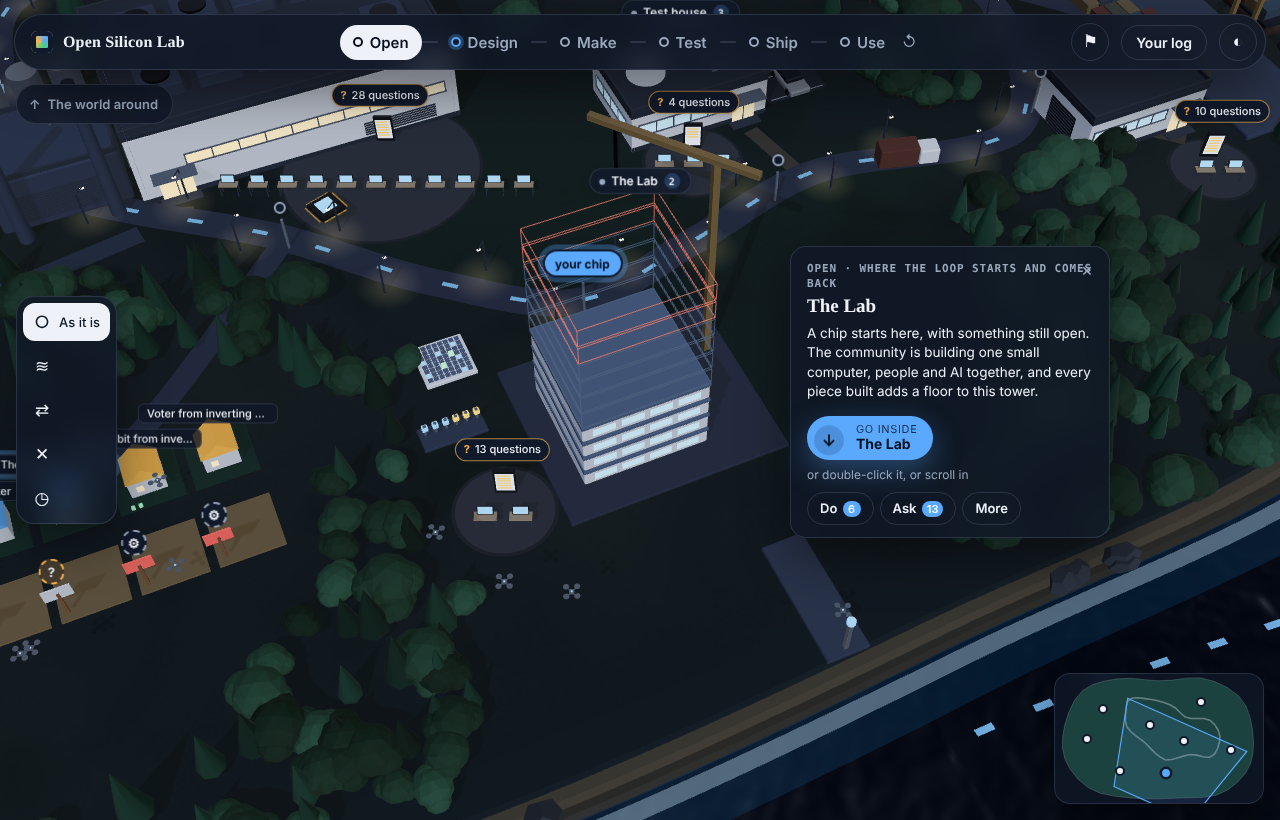 Test house 3
Open Silicon Lab
Open
Design
Make
Test
Ship
Use
Your log
The world around
? 28 questions
? 4 questions
? 10 questions
The Lab 2
your chip
OPEN · WHERE THE LOOP STARTS AND COMES
BACK
The Lab
A chip starts here, with something still open.
The community is building one small
computer, people and AI together, and every
piece built adds a floor to this tower.
GO INSIDE
The Lab
or double-click it, or scroll in
Do 6
Ask 13
More
As it is
Voter from inverting ...
bit from inve...
? 13 questions
?